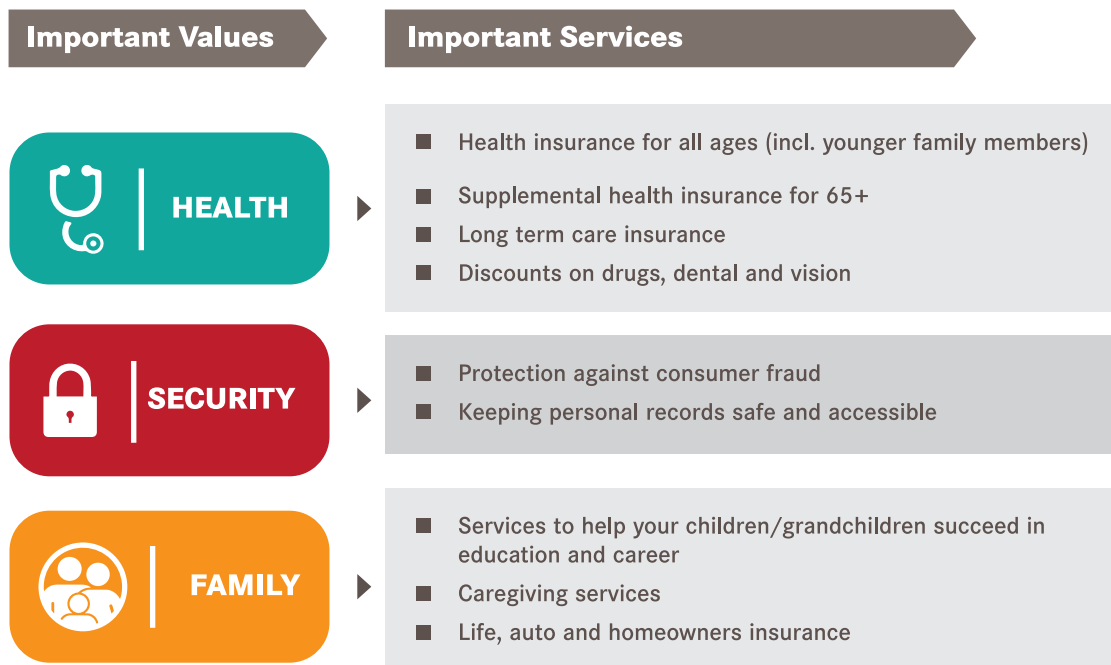 Important Values
Important Services
HEALTH
■ Health insurance for all ages (incl. younger family members)
■ Supplemental health insurance for 65+
■ Long term care insurance
■ Discounts on drugs, dental and vision
SECURITY
■ Protection against consumer fraud
■ Keeping personal records safe and accessible
FAMILY
■ Services to help your children/grandchildren succeed in
education and career
■ Caregiving services
■ Life, auto and homeowners insurance